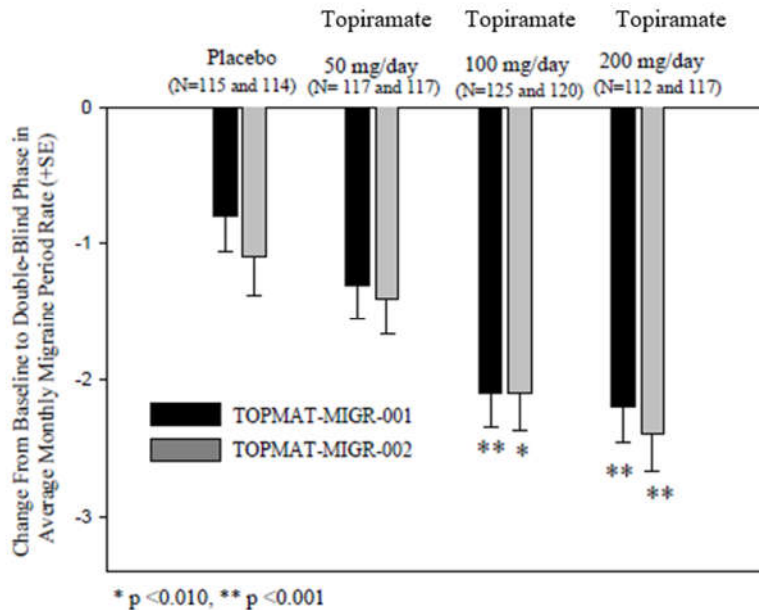 Topiramate Topiramate Topiramate
Placebo 50 mg/day 100 mg/day 200 mg/day
(N=115 and 114) (N= 117 and 117) (N=125 and 120) (N=112 and 117)
Change From Baseline to Double-Blind Phase in
Average Monthly Migraine Period Rate (+SE)
0
-1
-2
-3
TOPMAT-MIGR-001
TOPMAT-MIGR-002
** * ** **
* p <0.010, ** p <0.001